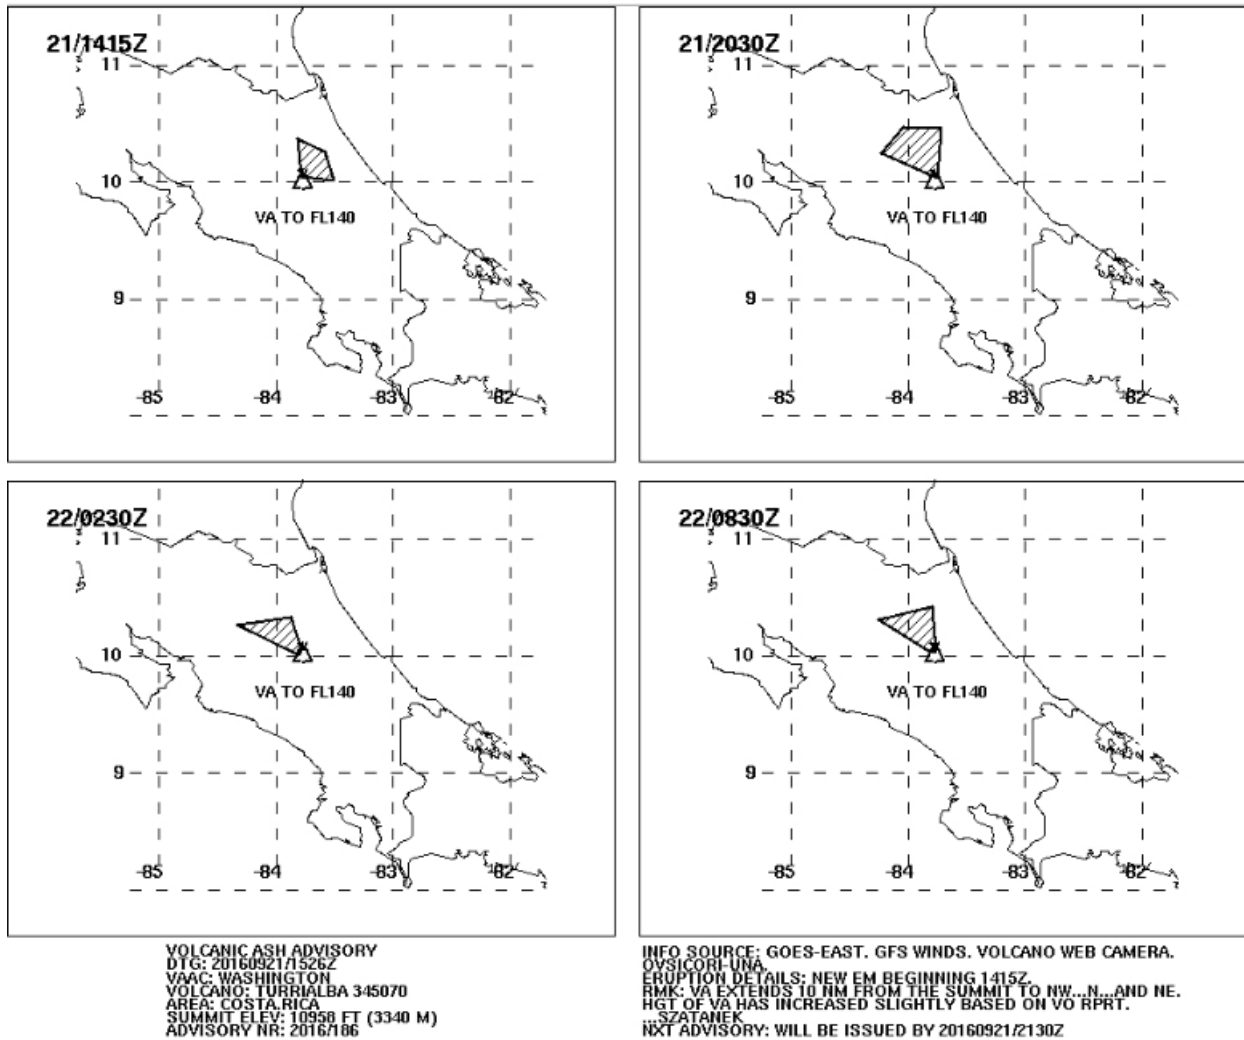 21/1415Z
11
10
VA TO FL140
9
-85 -84 -83 -82
21/2030Z
11
10
VA TO FL140
9
-85 -84 -83 -82
22/0230Z
11
10
VA TO FL140
9
-85 -84 -83 -82
22/0830Z
11
10
VA TO FL140
9
-85 -84 -83 -82
VOLCANIC ASH ADVISORY
DTG: 20160921/1526Z
VAAC: WASHINGTON
VOLCANO: TURRIALBA 345070
AREA: COSTA.RICA
SUMMIT ELEV: 10958 FT (3340 M)
ADVISORY NR: 2016/186
INFO SOURCE: GOES-EAST. GFS WINDS. VOLCANO WEB CAMERA.
OVSICORI-UNA.
ERUPTION DETAILS: NEW EM BEGINNING 1415Z.
RMK: VA EXTENDS 10 NM FROM THE SUMMIT TO NW...N...AND NE.
HGT OF VA HAS INCREASED SLIGHTLY BASED ON VO RPRT.
...SZATANEK
NXT ADVISORY: WILL BE ISSUED BY 20160921/2130Z